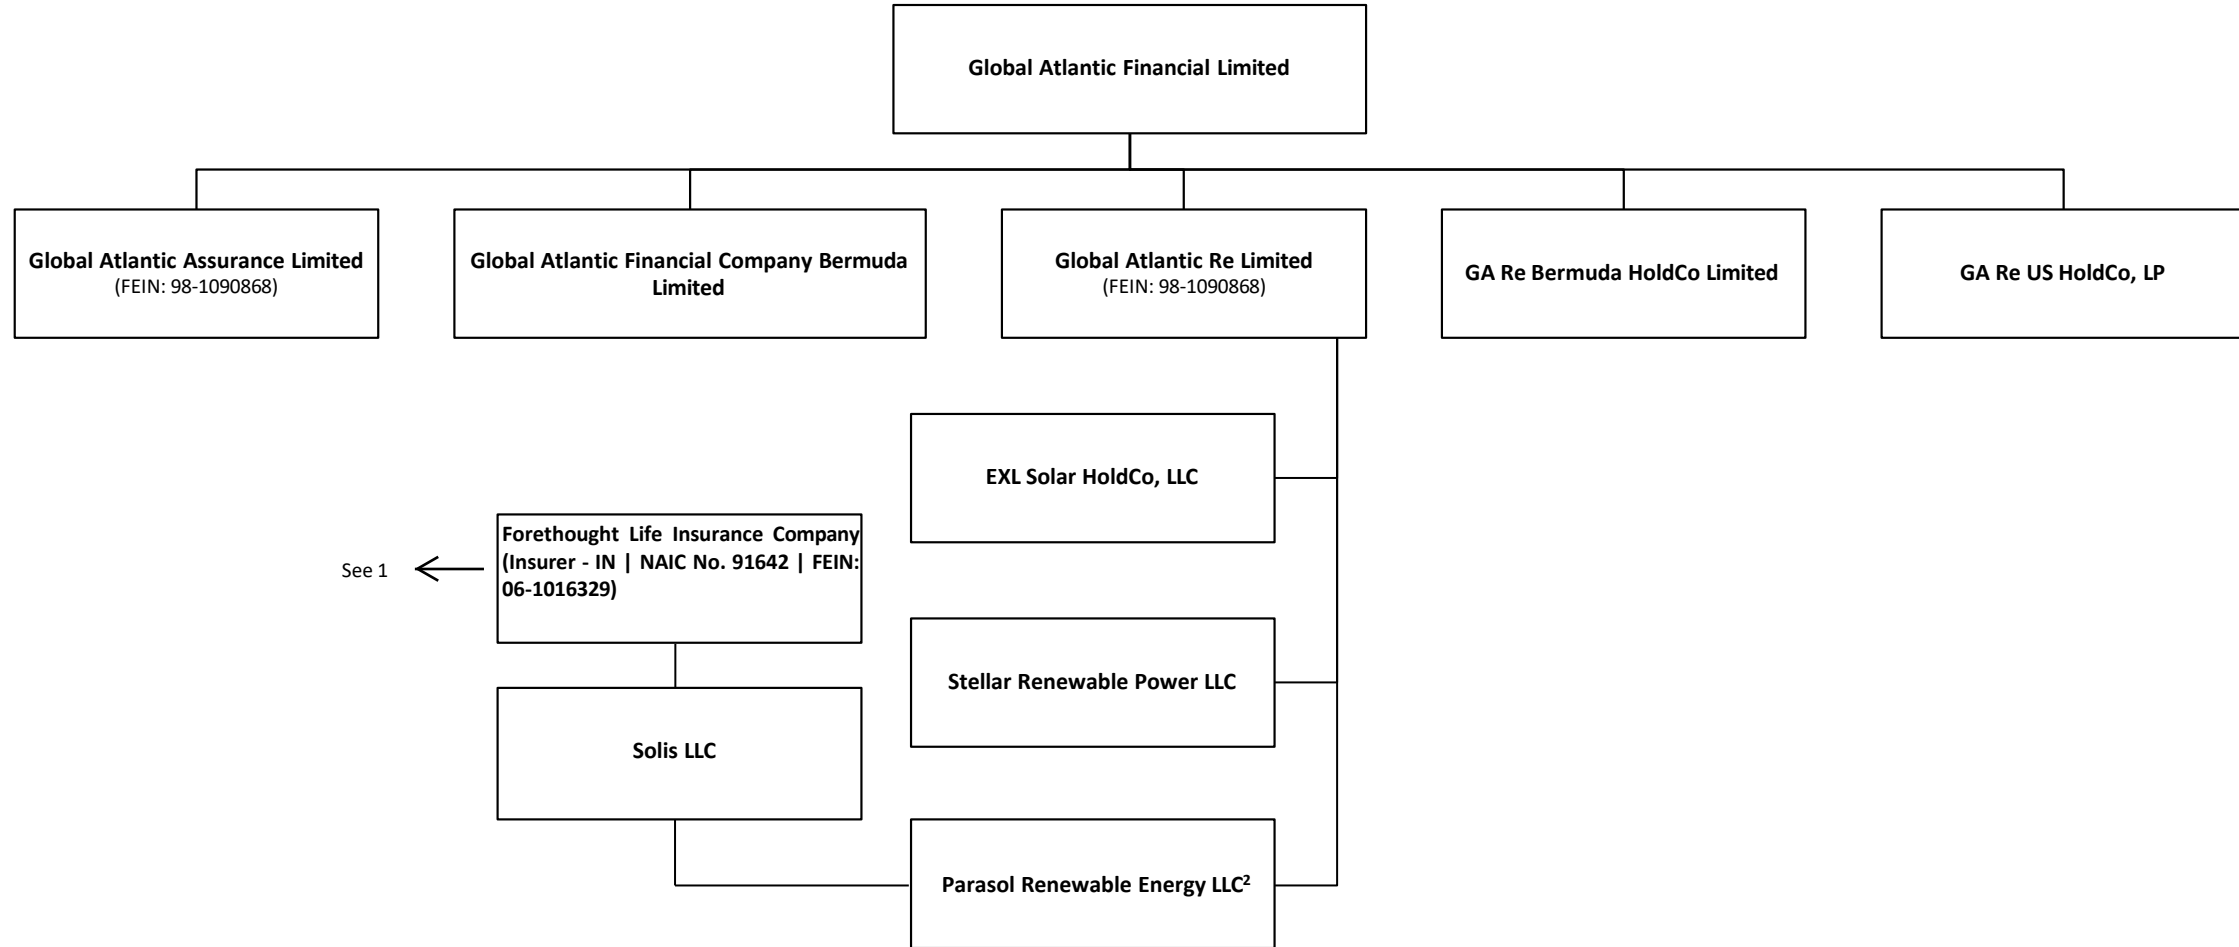 Global Atlantic Financial Limited
Global Atlantic Assurance Limited
(FEIN: 98-1090868)
Global Atlantic Financial Company Bermuda
Limited
Global Atlantic Re Limited
(FEIN: 98-1090868)
GA Re Bermuda HoldCo Limited
GA Re US HoldCo, LP
EXL Solar HoldCo, LLC
Forethought Life Insurance Company
(Insurer - IN | NAIC No. 91642 | FEIN:
06-1016329)
See 1
Stellar Renewable Power LLC
Solis LLC
Parasol Renewable Energy LLC²